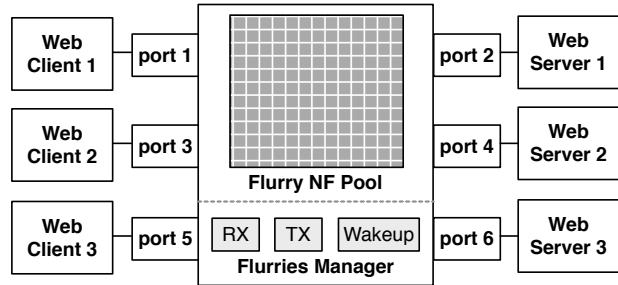 Web
Client 1
port 1
port 2
Web
Server 1
Web
Client 2
port 3
port 4
Web
Server 2
Flurry NF Pool
Web
Client 3
port 5
RX
TX
Wakeup
port 6
Web
Server 3
Flurries Manager